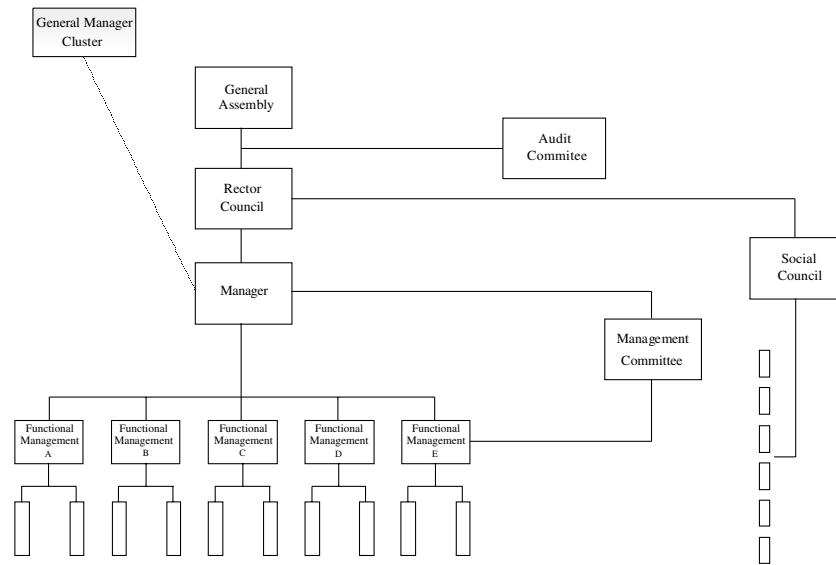 General Manager
Cluster
General
Assembly
Audit
Commitee
Rector
Council
Social
Council
Manager
Management
Committee
Functional
Management
A
Functional
Management
B
Functional
Management
C
Functional
Management
D
Functional
Management
E